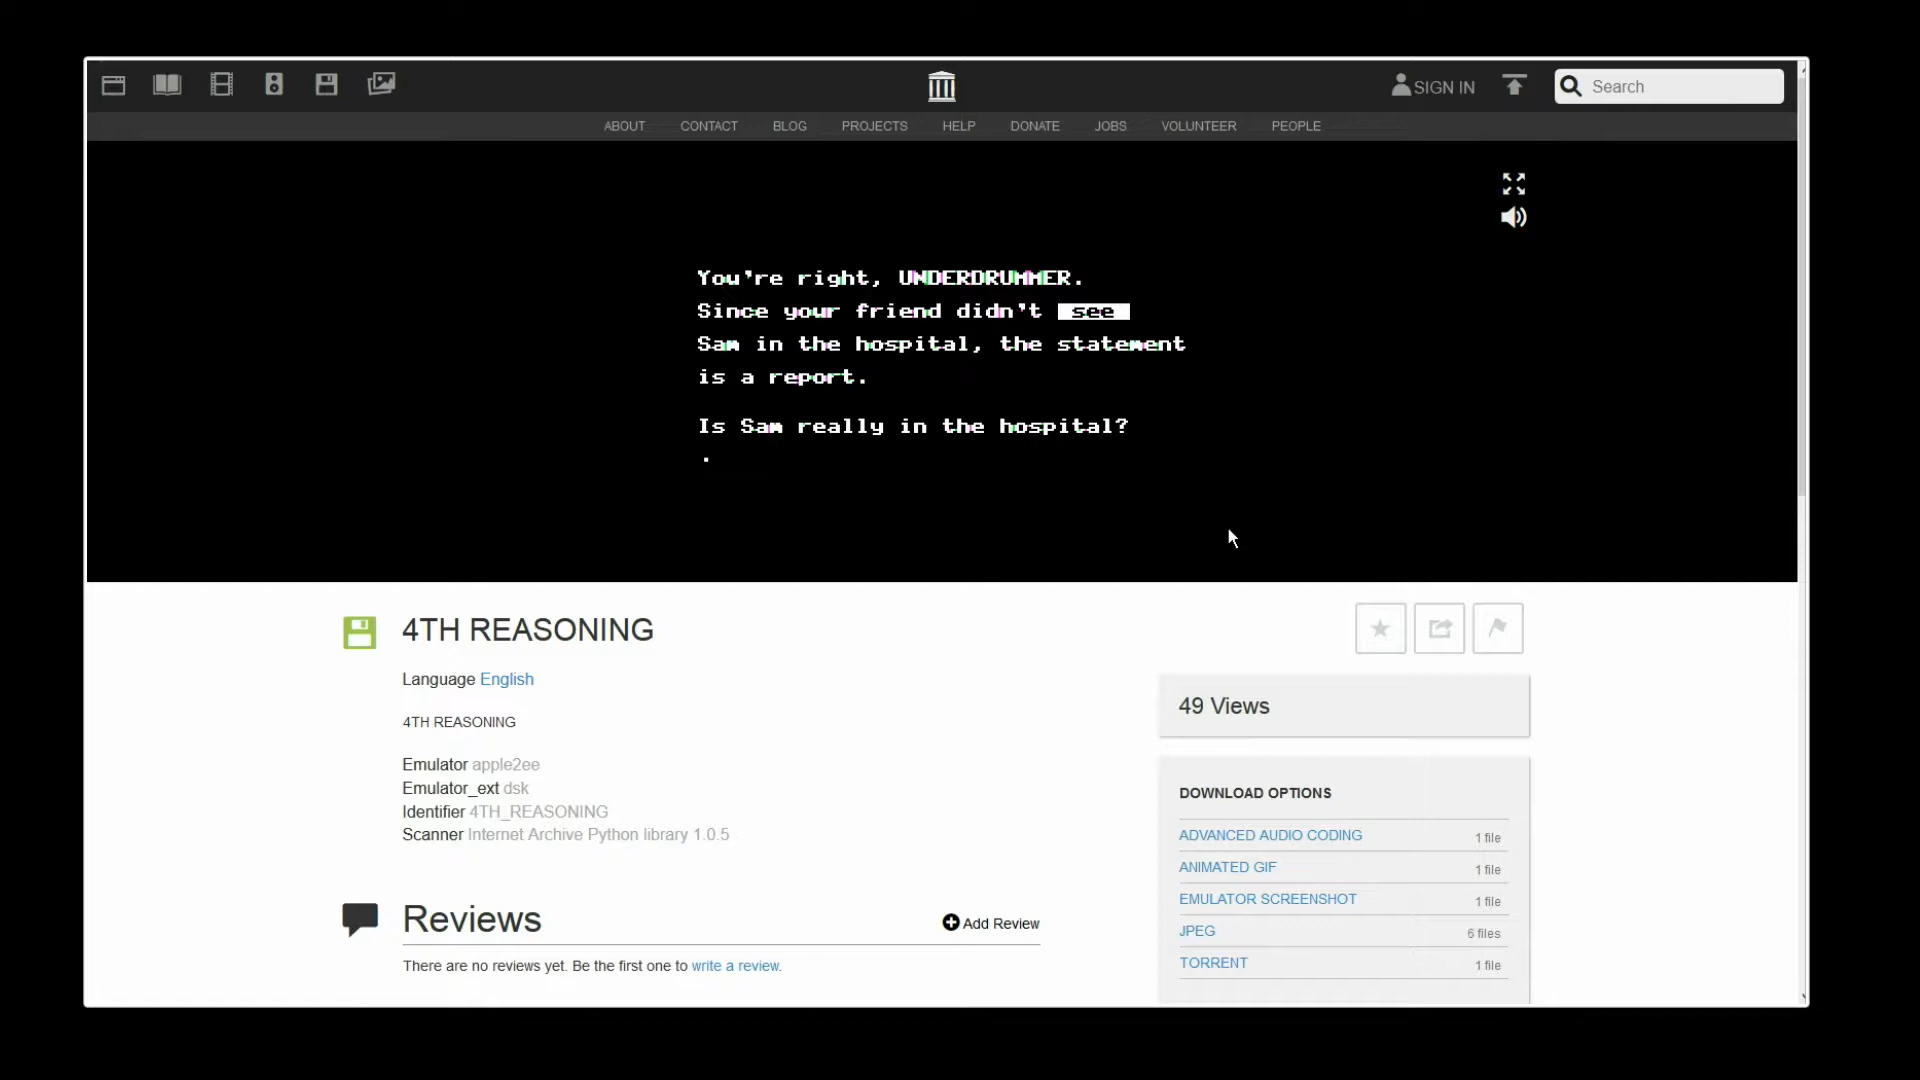 SIGN IN
Search
ABOUT CONTACT BLOG PROJECTS HELP DONATE JOBS VOLUNTEER PEOPLE
You're right, UNDERDRUMMER.
Since your friend didn't see
Sam in the hospital, the statement
is a report.
Is Sam really in the hospital?
.
4TH REASONING
Language English
4TH REASONING
Emulator apple2ee
Emulator_ext dsk
Identifier 4TH_REASONING
Scanner Internet Archive Python library 1.0.5
Reviews
Add Review
There are no reviews yet. Be the first one to write a review.
49 Views
DOWNLOAD OPTIONS
ADVANCED AUDIO CODING 1 file
ANIMATED GIF 1 file
EMULATOR SCREENSHOT 1 file
JPEG 6 files
TORRENT 1 file